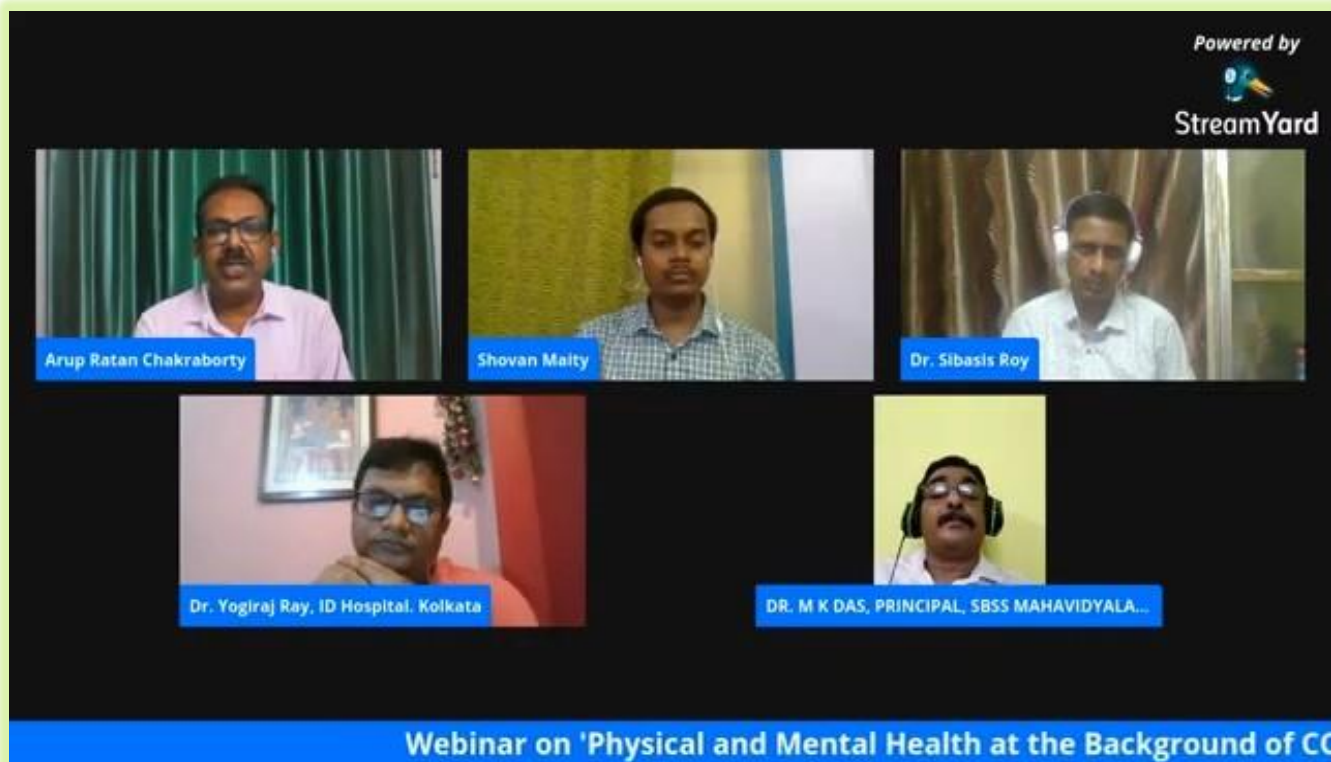 Powered by
StreamYard
Arup Ratan Chakraborty
Shovan Maity
Dr. Sibasis Roy
Dr. Yogiraj Ray, ID Hospital. Kolkata
DR. M K DAS, PRINCIPAL, SBSS MAHAVIDYALA...
Webinar on 'Physical and Mental Health at the Background of CO